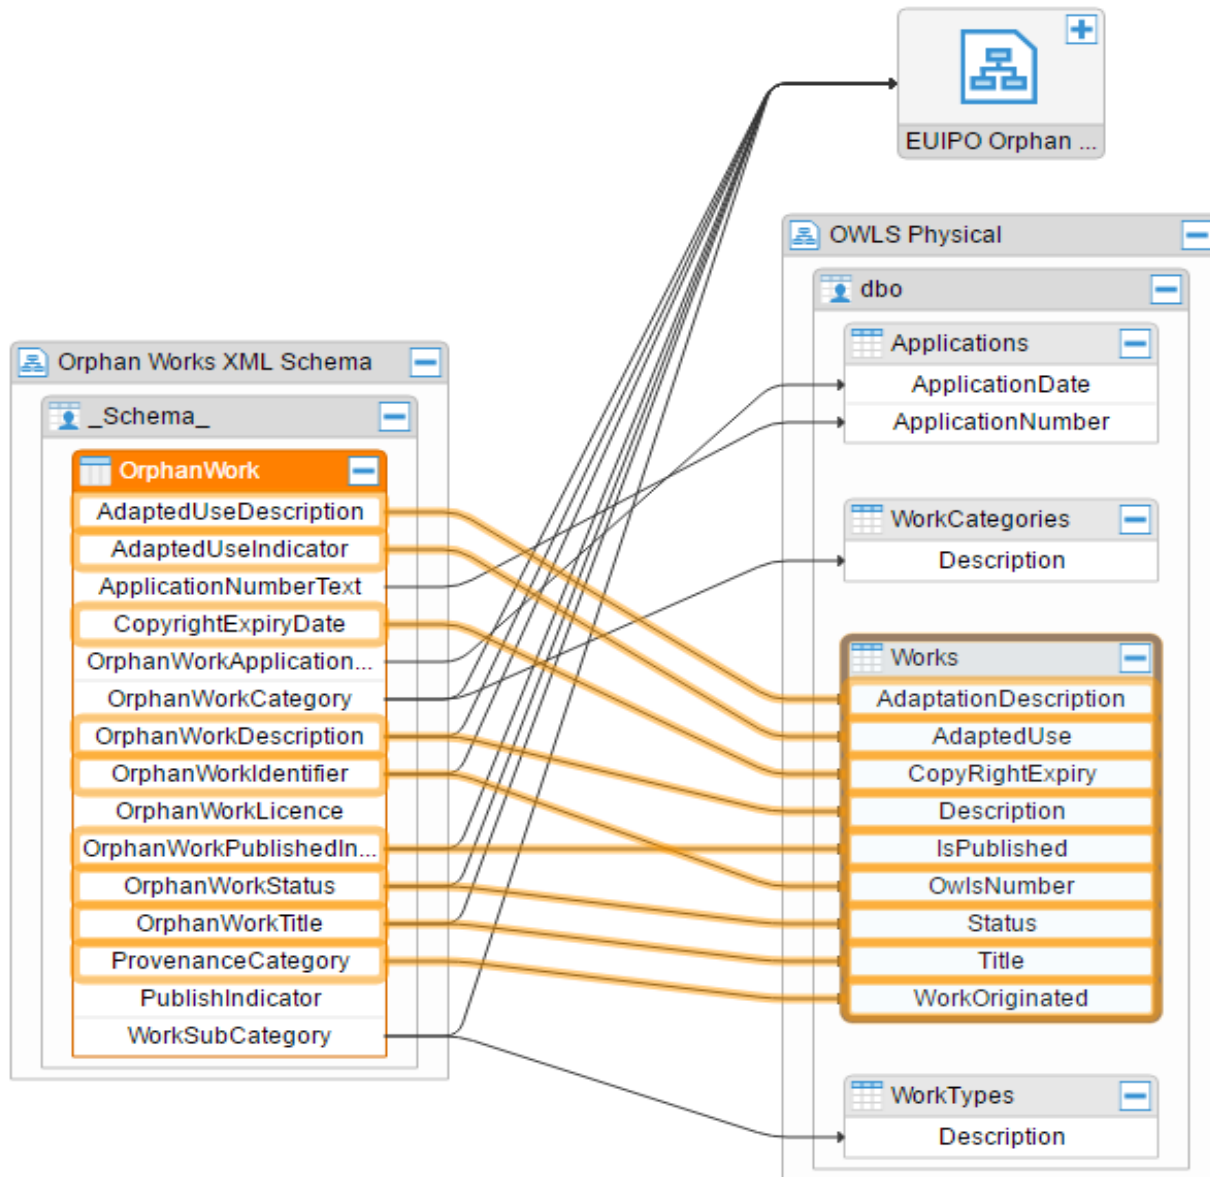 EUIPO Orphan ...
OWLS Physical
dbo
Applications
ApplicationDate
ApplicationNumber
WorkCategories
Description
Works
AdaptationDescription
AdaptedUse
CopyRightExpiry
Description
IsPublished
OwlsNumber
Status
Title
WorkOriginated
WorkTypes
Description
Orphan Works XML Schema
_Schema_
OrphanWork
AdaptedUseDescription
AdaptedUseIndicator
ApplicationNumberText
CopyrightExpiryDate
OrphanWorkApplication...
OrphanWorkCategory
OrphanWorkDescription
OrphanWorkIdentifier
OrphanWorkLicence
OrphanWorkPublishedIn...
OrphanWorkStatus
OrphanWorkTitle
ProvenanceCategory
PublishIndicator
WorkSubCategory